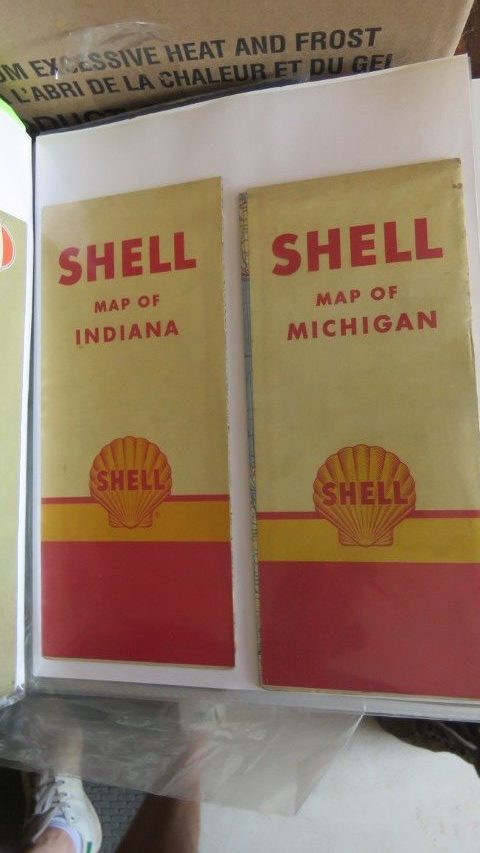 EXCESSIVE HEAT AND FROST
L'ABRI DE LA CHALEUR ET DU GEL
SHELL
MAP OF
INDIANA
SHELL
SHELL
MAP OF
MICHIGAN
SHELL